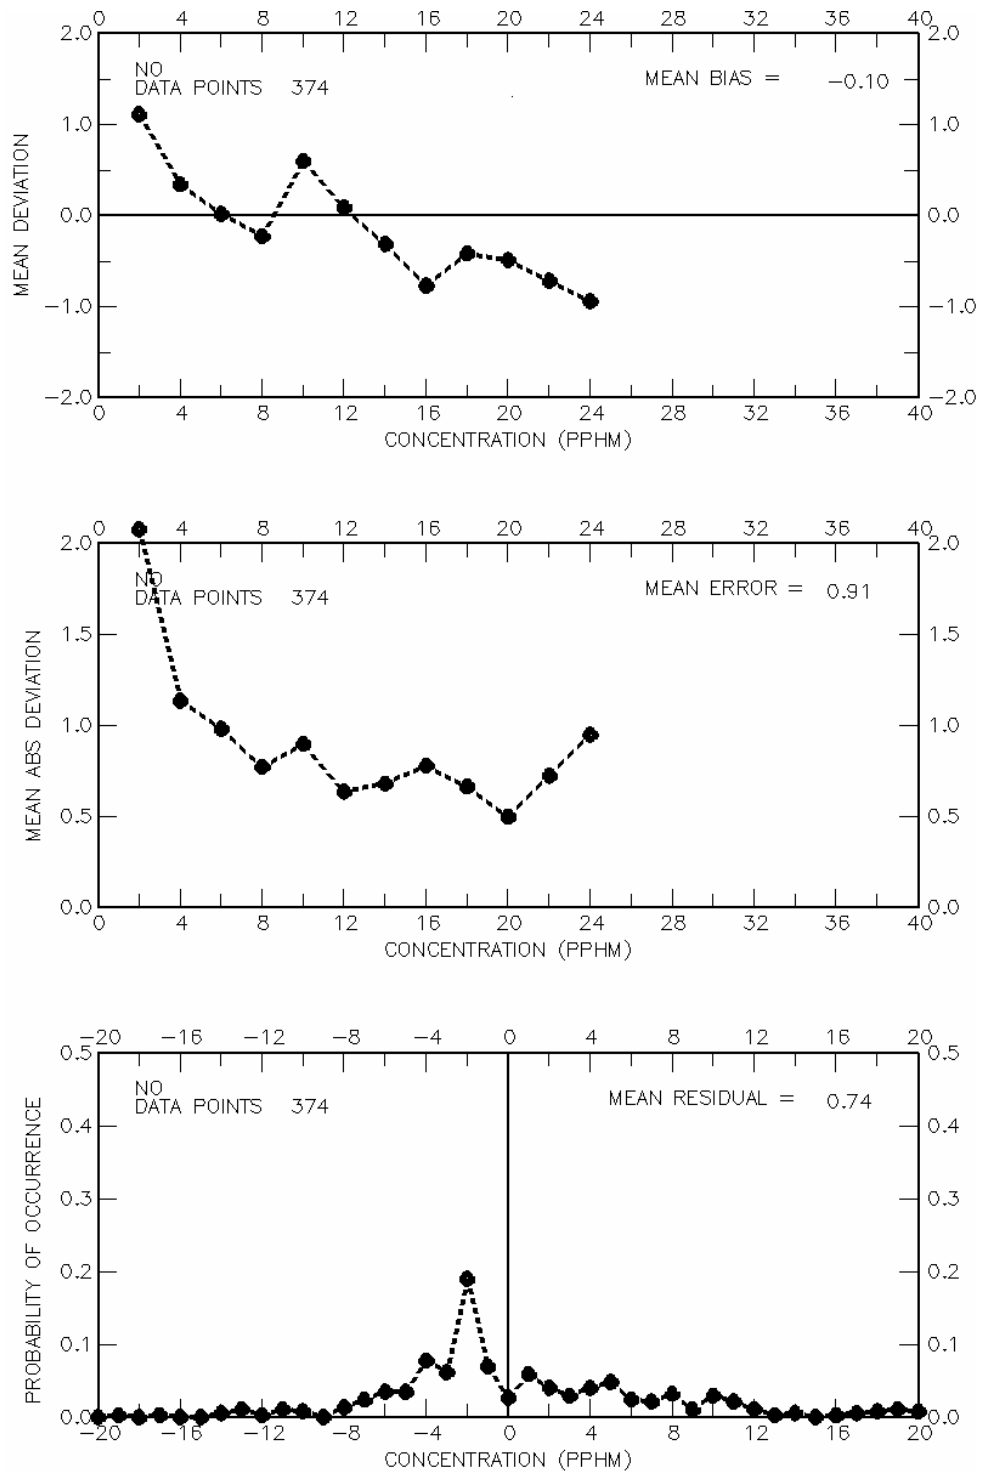 0 4 8 12 16 20 24 28 32 36 40
2.0 2.0
NO
DATA POINTS 374
MEAN BIAS = −0.10
1.0 1.0
0.0 0.0
−1.0 −1.0
−2.0 −2.0
MEAN DEVIATION
0 4 8 12 16 20 24 28 32 36 40
CONCENTRATION (PPHM)
0 4 8 12 16 20 24 28 32 36 40
2.0 2.0
NO
DATA POINTS 374
MEAN ERROR = 0.91
1.5 1.5
1.0 1.0
0.5 0.5
0.0 0.0
MEAN ABS DEVIATION
0 4 8 12 16 20 24 28 32 36 40
CONCENTRATION (PPHM)
−20 −16 −12 −8 −4 0 4 8 12 16 20
0.5 0.5
NO
DATA POINTS 374
MEAN RESIDUAL = 0.74
0.4 0.4
0.3 0.3
0.2 0.2
0.1 0.1
0.0 0.0
PROBABILITY OF OCCURRENCE
−20 −16 −12 −8 −4 0 4 8 12 16 20
CONCENTRATION (PPHM)